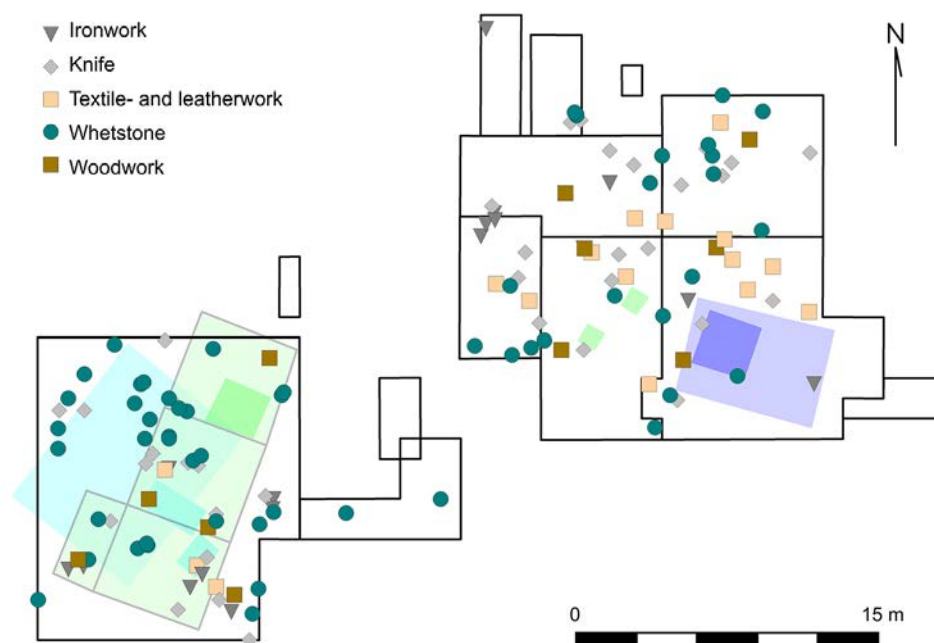 Ironwork
Knife
Textile- and leatherwork
Whetstone
Woodwork
N
0 15 m